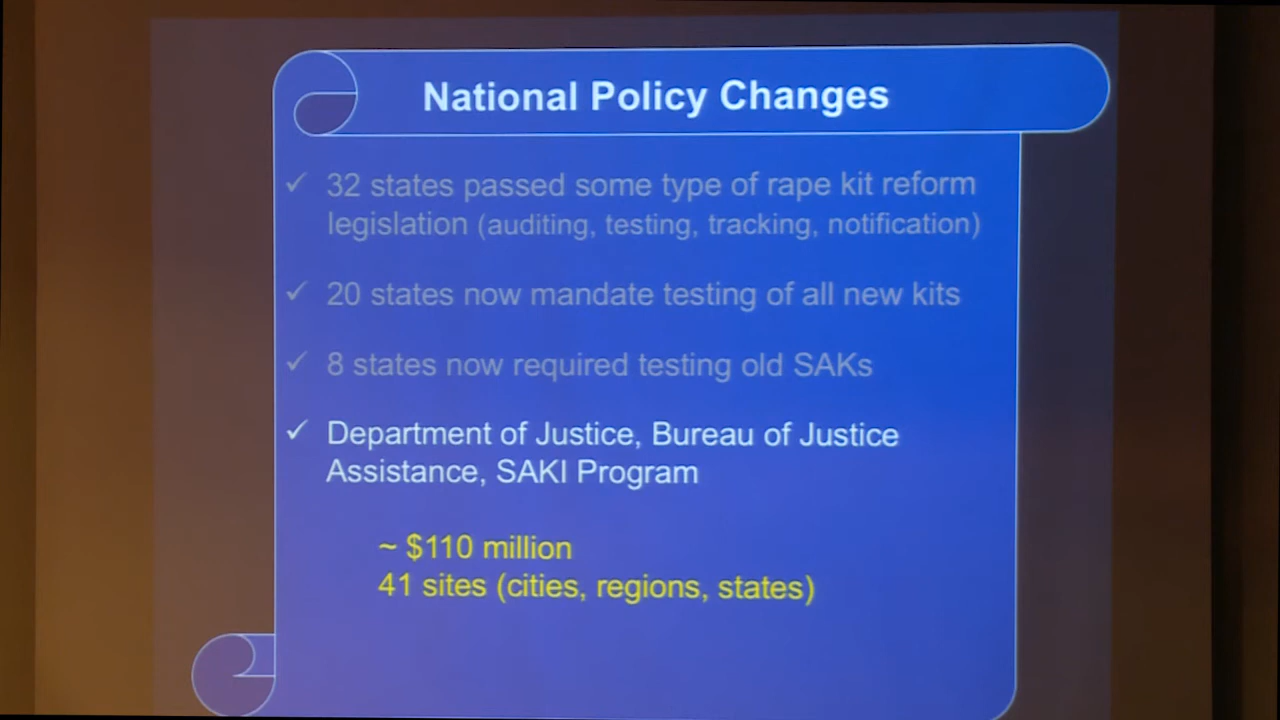 National Policy Changes
✓ 32 states passed some type of rape kit reform
legislation (auditing, testing, tracking, notification)
✓ 20 states now mandate testing of all new kits
✓ 8 states now required testing old SAKs
✓ Department of Justice, Bureau of Justice
Assistance, SAKI Program
~ $110 million
41 sites (cities, regions, states)